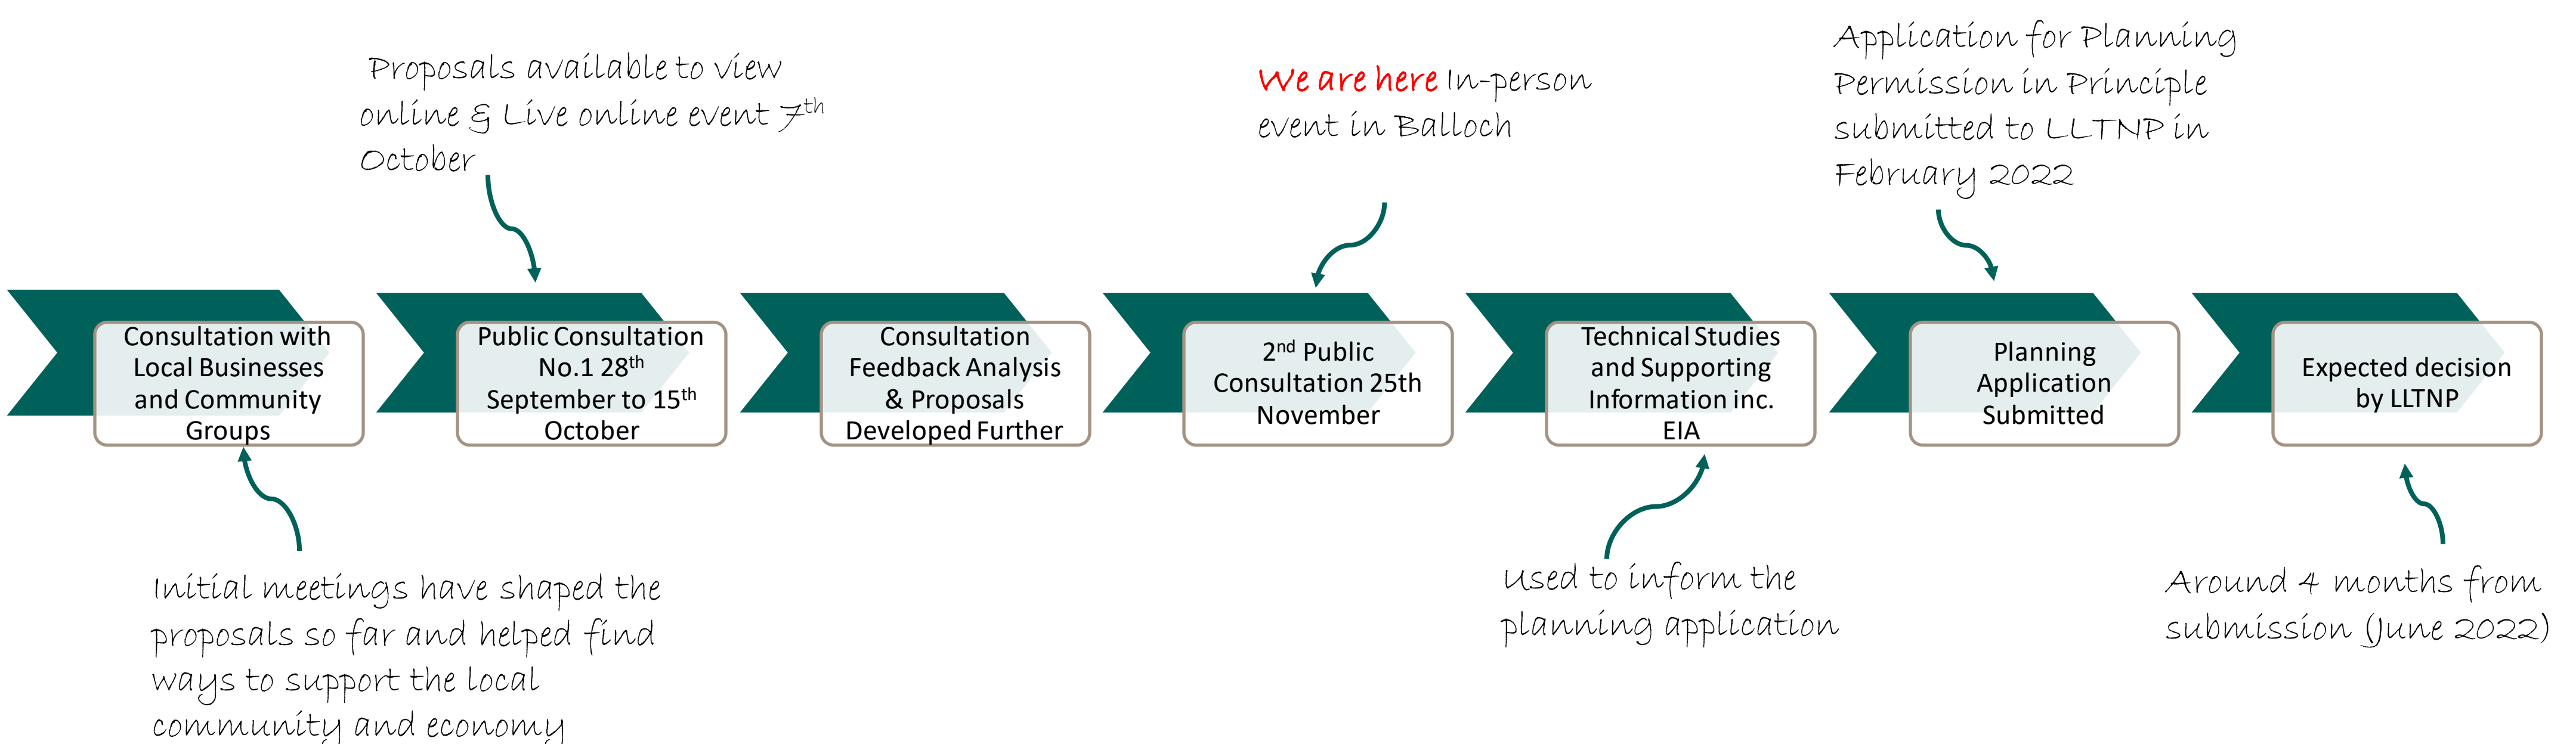 Proposals available to view
online & Live online event 7th
October
We are here In-person
event in Balloch
Application for Planning
Permission in Principle
submitted to LLTNP in
February 2022
Consultation with
Local Businesses
and Community
Groups
Public Consultation
No.1 28th
September to 15th
October
Consultation
Feedback Analysis
& Proposals
Developed Further
2nd Public
Consultation 25th
November
Technical Studies
and Supporting
Information inc.
EIA
Planning
Application
Submitted
Expected decision
by LLTNP
Initial meetings have shaped the
proposals so far and helped find
ways to support the local
community and economy
Used to inform the
planning application
Around 4 months from
submission (June 2022)